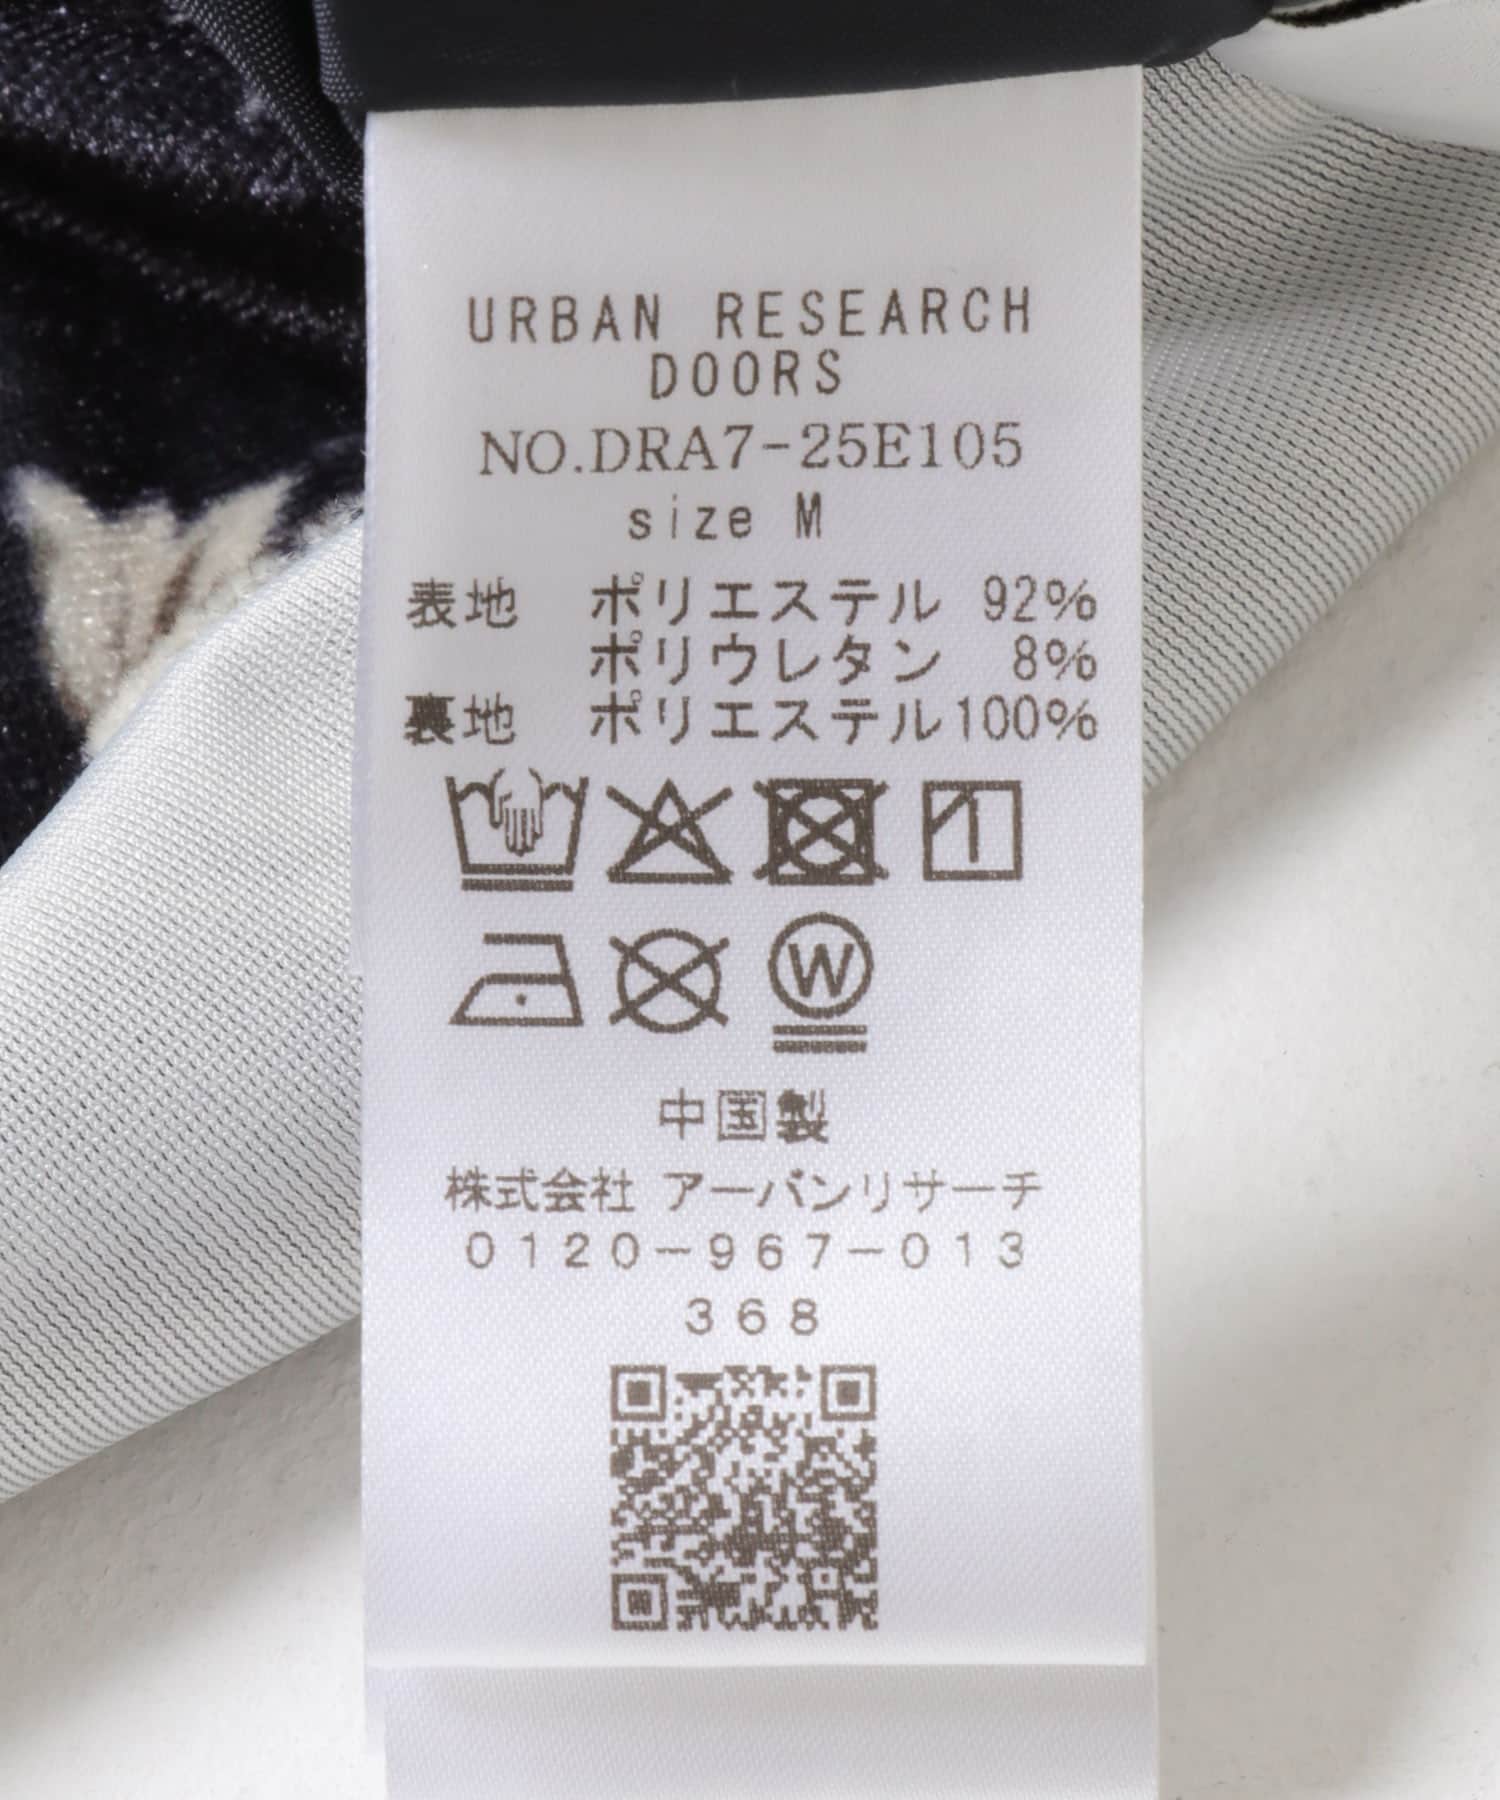 URBAN RESEARCH
DOORS
NO.DRA7-25E105
size M
表地 ポリエステル 92%
ポリウレタン 8%
裏地 ポリエステル100%
W
中国製
株式会社 アーバンリサーチ
0120-967-013
368